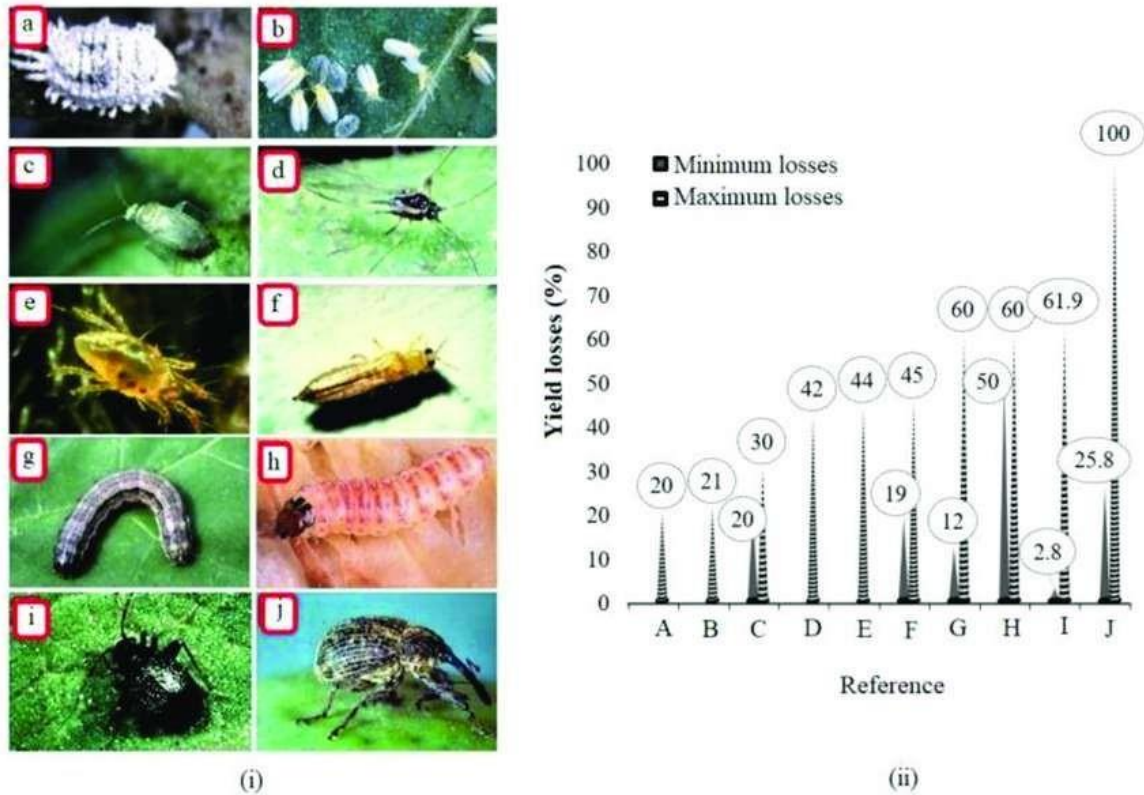 a
b
c
d
e
f
g
h
i
j
(i)
Minimum losses
Maximum losses
Yield losses (%)
100
90
80
70
60
50
40
30
20
10
0
20
21
20
30
42
44
19
45
12
60
50
60
2.8
61.9
25.8
100
A B C D E F G H I J
Reference
(ii)